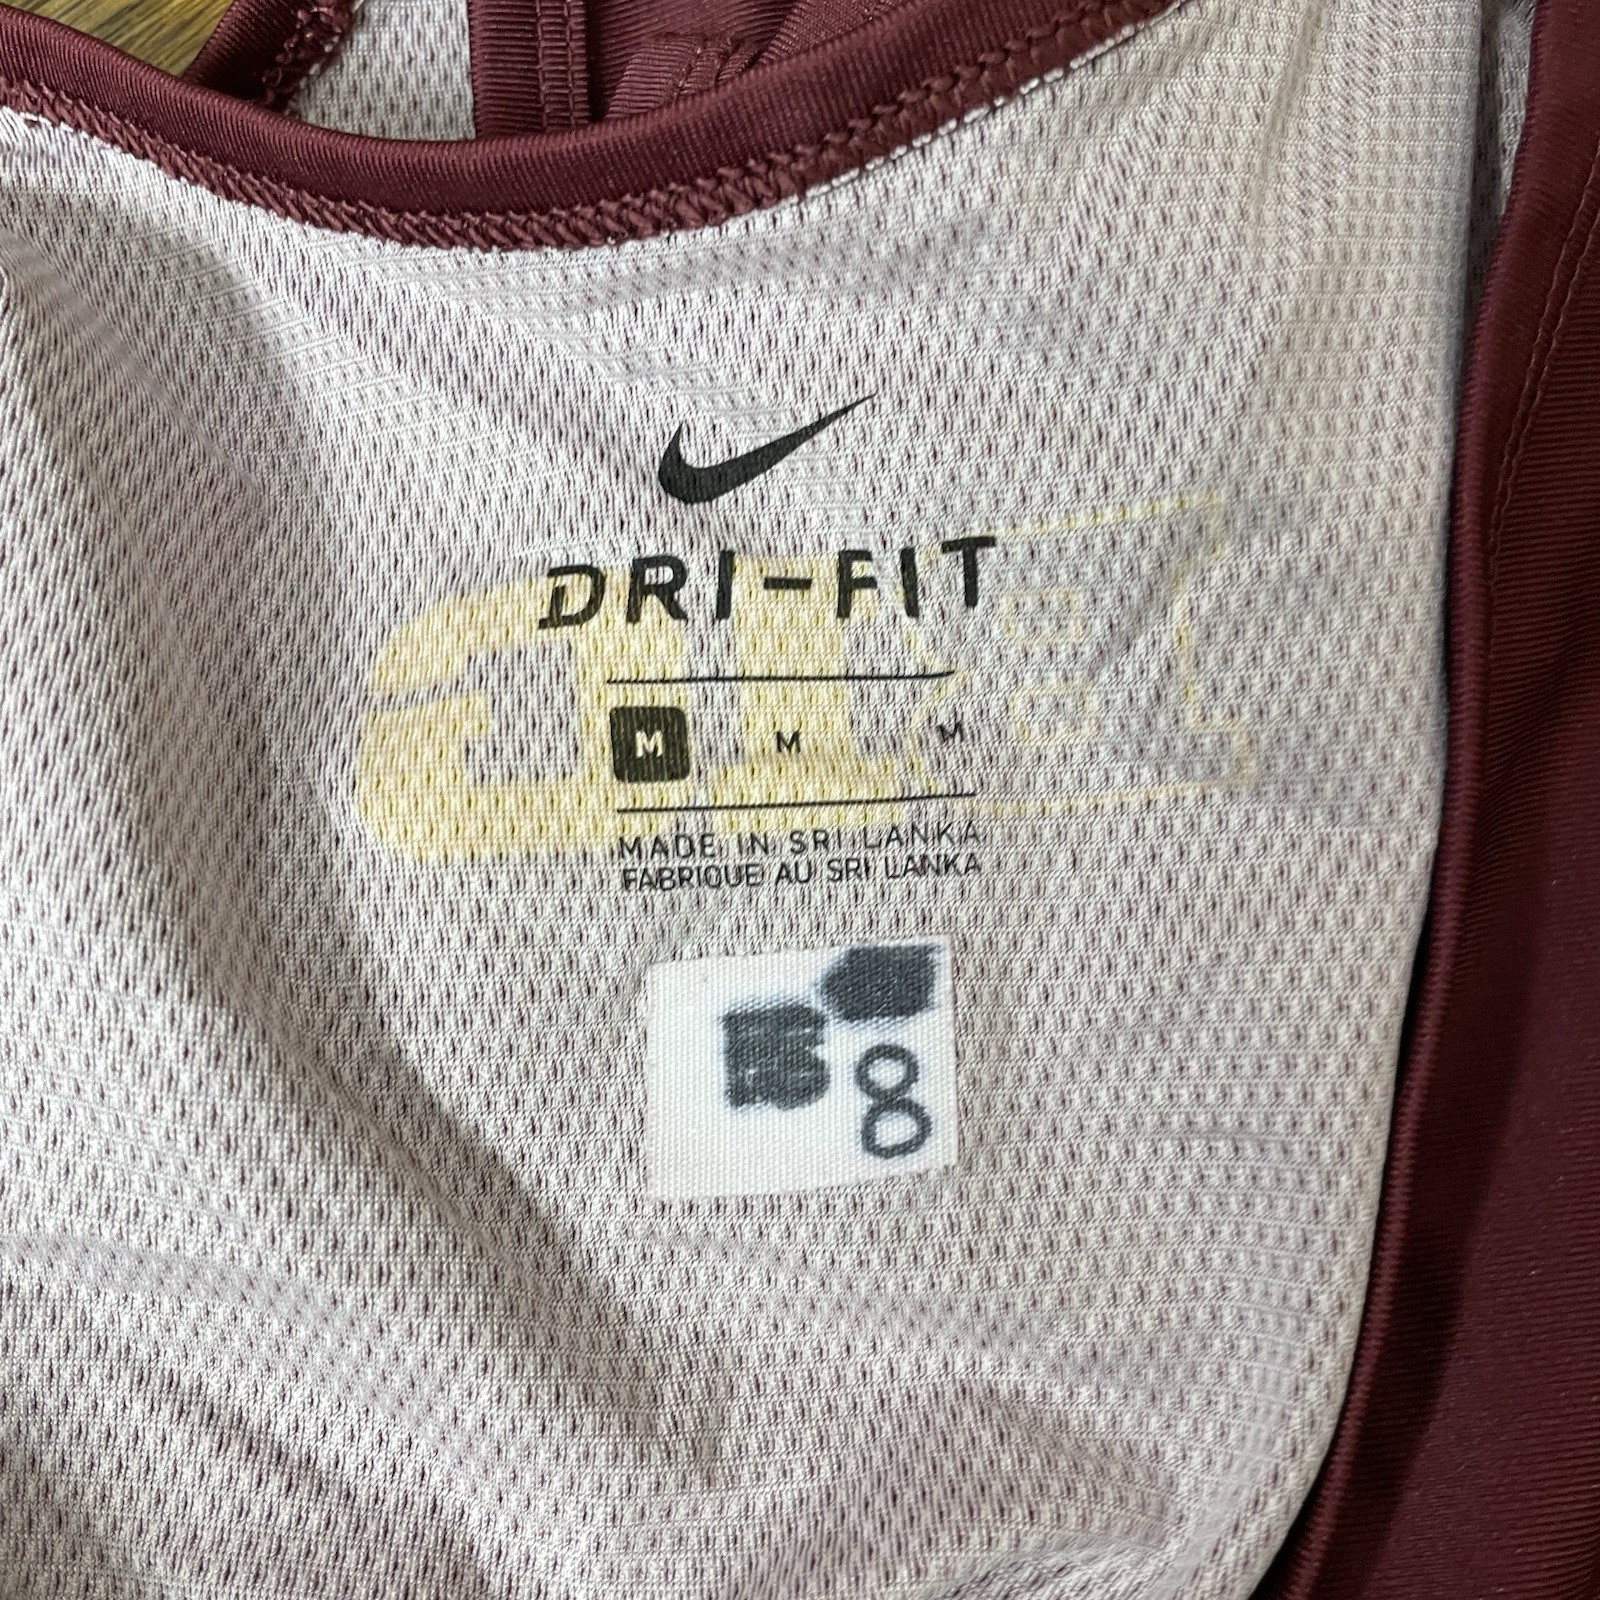 DRI-FIT
M M M
MADE IN SRI LANKA
FABRIQUE AU SRI LANKA
8